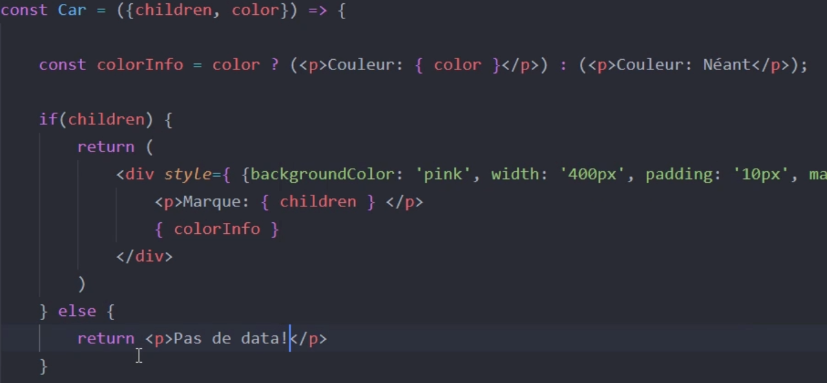 const Car = ({children, color}) => {
const colorInfo = color ? (<p>Couleur: { color }</p>) : (<p>Couleur: Néant</p>);
if(children) {
return (
<div style={ {backgroundColor: 'pink', width: '400px', padding: '10px', ma
<p>Marque: { children } </p>
{ colorInfo }
</div>
)
} else {
return <p>Pas de data!</p>
}